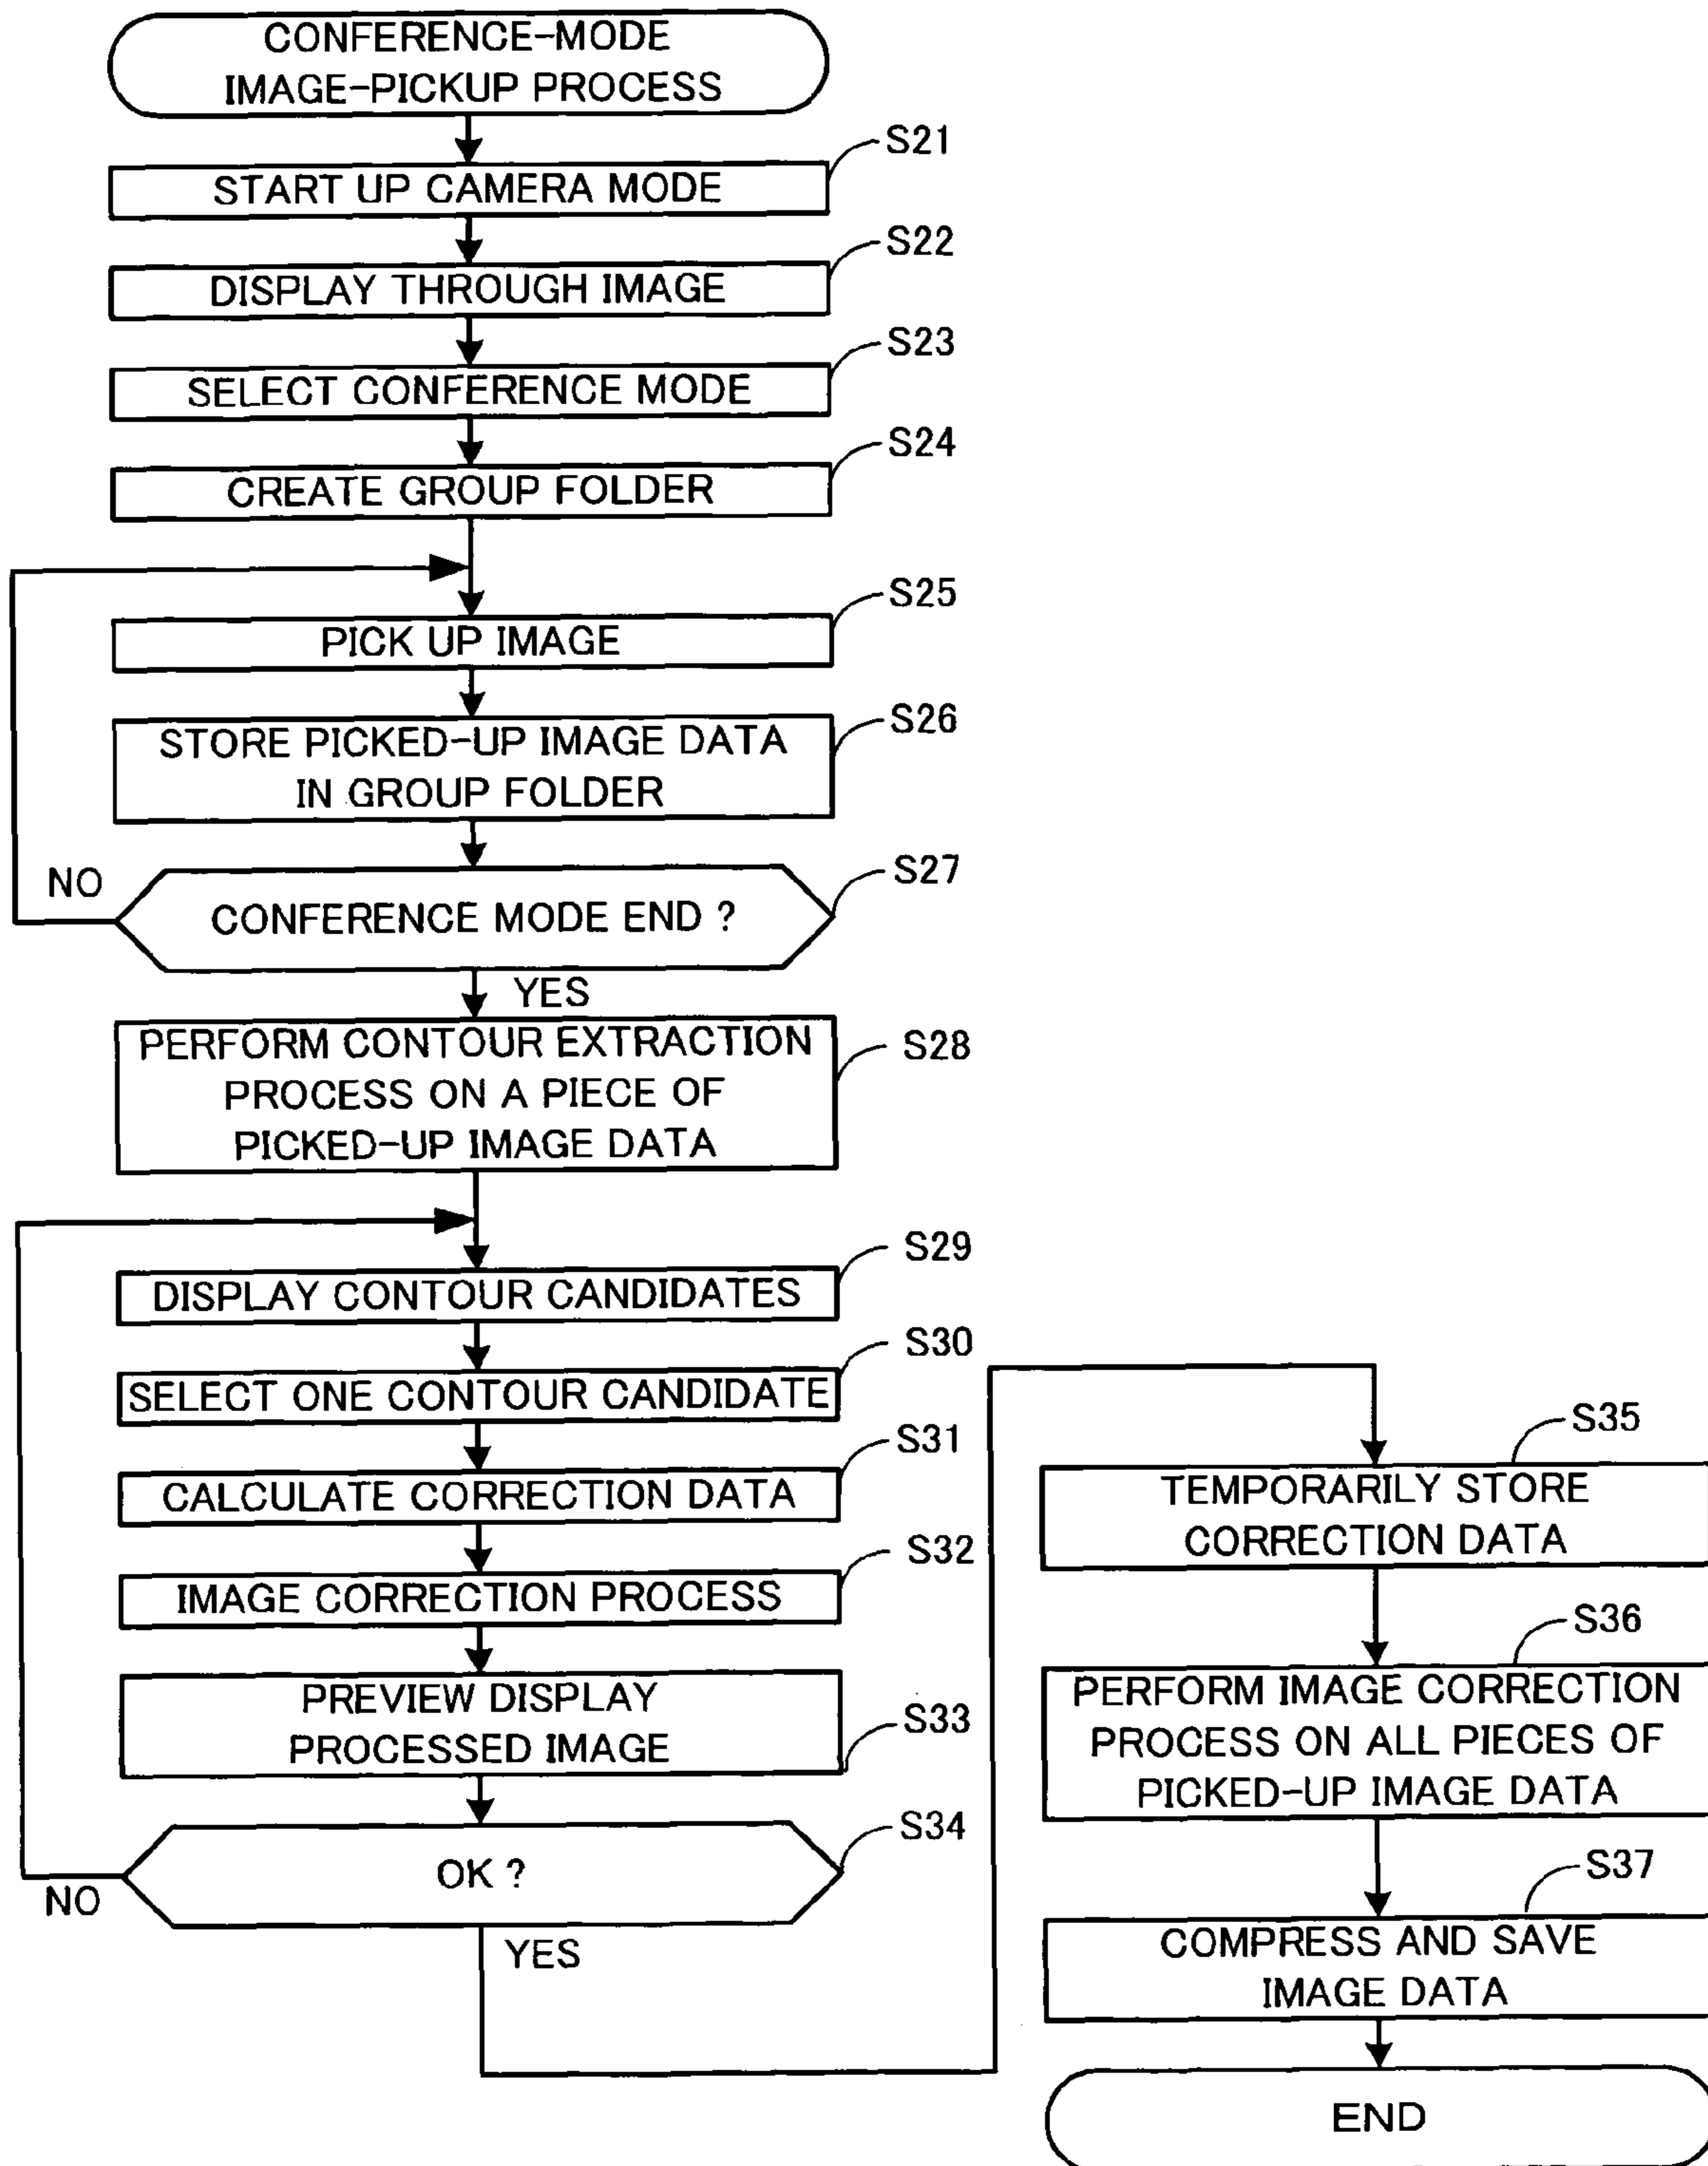 CONFERENCE-MODE
IMAGE-PICKUP PROCESS
S21
START UP CAMERA MODE
S22
DISPLAY THROUGH IMAGE
S23
SELECT CONFERENCE MODE
S24
CREATE GROUP FOLDER
S25
PICK UP IMAGE
S26
STORE PICKED-UP IMAGE DATA
IN GROUP FOLDER
S27
NO
CONFERENCE MODE END ?
YES
S28
PERFORM CONTOUR EXTRACTION
PROCESS ON A PIECE OF
PICKED-UP IMAGE DATA
S29
DISPLAY CONTOUR CANDIDATES
S30
SELECT ONE CONTOUR CANDIDATE
S31
CALCULATE CORRECTION DATA
S32
IMAGE CORRECTION PROCESS
S33
PREVIEW DISPLAY
PROCESSED IMAGE
S34
OK ?
NO
YES
S35
TEMPORARILY STORE
CORRECTION DATA
S36
PERFORM IMAGE CORRECTION
PROCESS ON ALL PIECES OF
PICKED-UP IMAGE DATA
S37
COMPRESS AND SAVE
IMAGE DATA
END